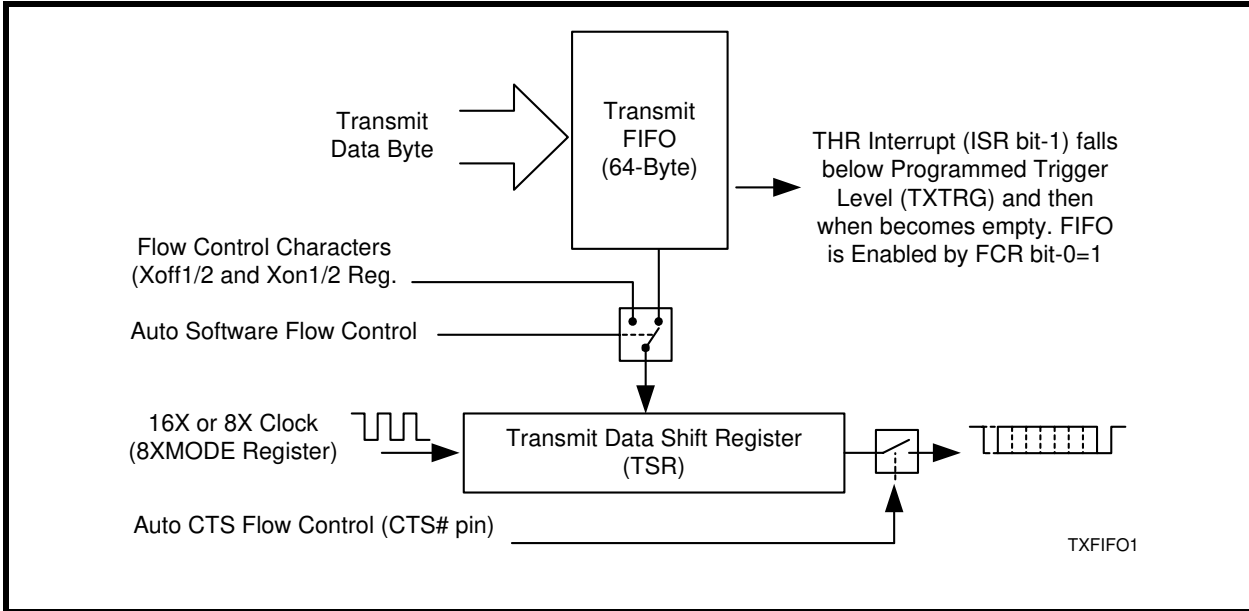 Transmit
Data Byte
Transmit
FIFO
(64-Byte)
THR Interrupt (ISR bit-1) falls
below Programmed Trigger
Level (TXTRG) and then
when becomes empty. FIFO
is Enabled by FCR bit-0=1
Flow Control Characters
(Xoff1/2 and Xon1/2 Reg.
Auto Software Flow Control
16X or 8X Clock
(8XMODE Register)
Transmit Data Shift Register
(TSR)
Auto CTS Flow Control (CTS# pin)
TXFIFO1